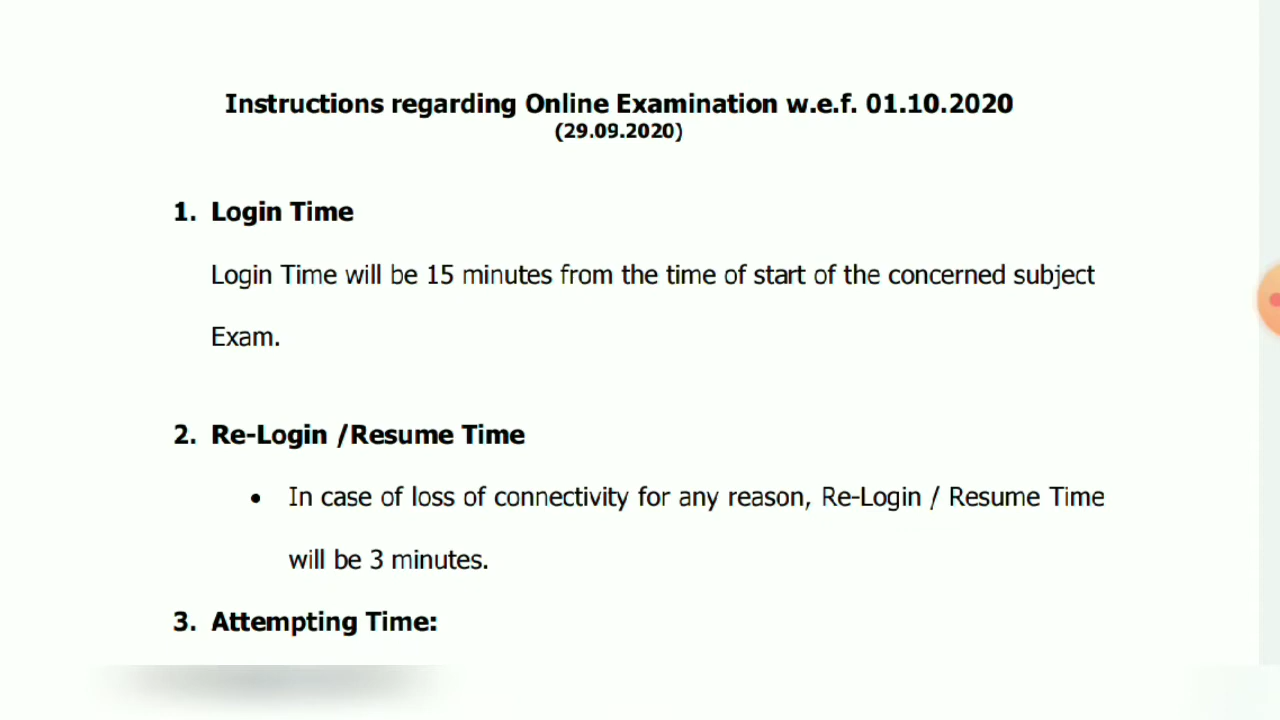 Instructions regarding Online Examination w.e.f. 01.10.2020
(29.09.2020)
1. Login Time
Login Time will be 15 minutes from the time of start of the concerned subject
Exam.
2. Re-Login /Resume Time
• In case of loss of connectivity for any reason, Re-Login / Resume Time
will be 3 minutes.
3. Attempting Time: